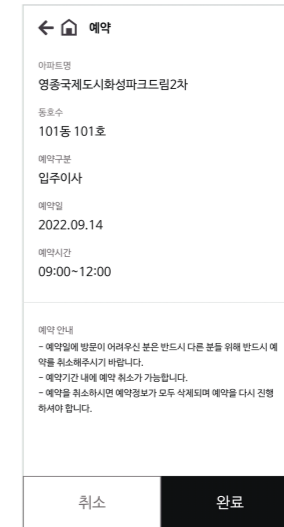 예약
아파트명
영종국제도시화성파크드림2차
동호수
101동 101호
예약구분
입주이사
예약일
2022.09.14
예약시간
09:00~12:00
예약 안내
- 예약일에 방문이 어려우신 분은 반드시 다른 분들 위해 반드시 예
약를 취소해주시기 바랍니다.
- 예약기간 내에 예약 취소가 가능합니다.
- 예약을 취소하시면 예약정보가 모두 삭제되며 예약을 다시 진행
하셔야 합니다.
취소
완료